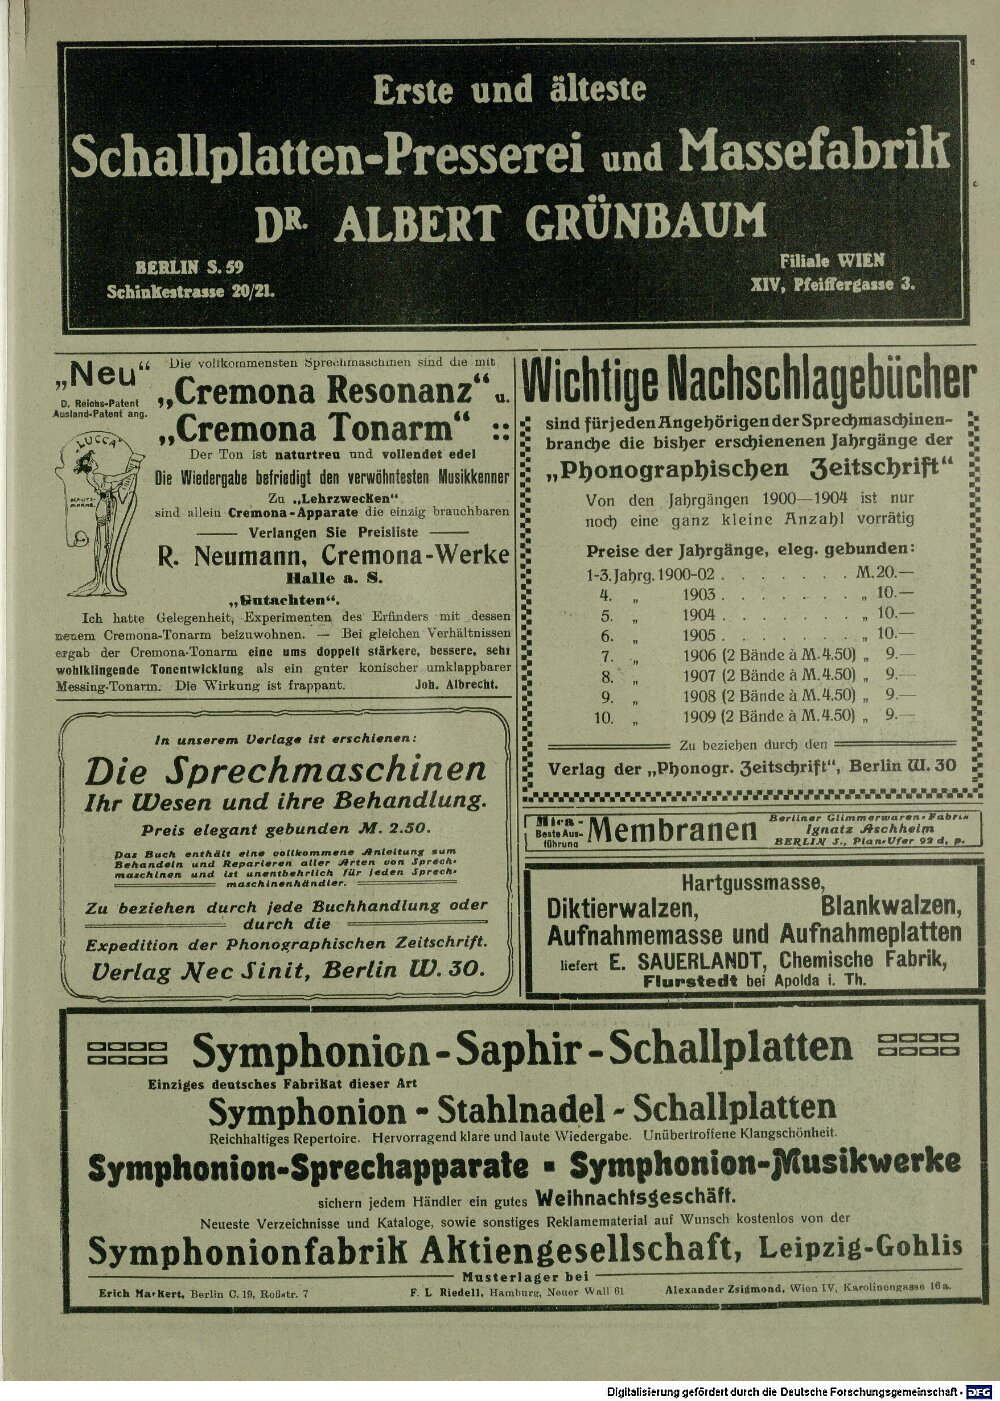 Erste und älteste
Schallplatten-Presserei und Massefabrik
DR. ALBERT GRÜNBAUM
BERLIN S. 59
Schinkestrasse 20/21.
Filiale WIEN
XIV, Pfeiffergasse 3.
„Neu“
D. Reichs-Patent
Ausland-Patent ang.
LUCCA
SCHUTZ-
MARKE.
Die vollkommensten Sprechmaschinen sind die mit
„Cremona Resonanz“ u.
„Cremona Tonarm“ ::
Der Ton ist naturtreu und vollendet edel
Die Wiedergabe befriedigt den verwöhntesten Musikkenner
Zu „Lehrzwecken“
sind allein Cremona-Apparate die einzig brauchbaren
Verlangen Sie Preisliste
R. Neumann, Cremona-Werke
Halle a. S.
„Gutachten“.
Ich hatte Gelegenheit, Experimenten des Erfinders mit dessen
neuem Cremona-Tonarm beizuwohnen. — Bei gleichen Verhältnissen
ergab der Cremona-Tonarm eine ums doppelt stärkere, bessere, sehr
wohlklingende Tonentwicklung als ein guter konischer umklappbarer
Messing-Tonarm. Die Wirkung ist frappant. Joh. Albrecht.
In unserem Verlage ist erschienen:
Die Sprechmaschinen
Ihr Wesen und ihre Behandlung.
Preis elegant gebunden M. 2.50.
Das Buch enthält eine vollkommene Anleitung zum
Behandeln und Reparieren aller Arten von Sprech-
maschinen und ist unentbehrlich für jeden Sprech-
maschinenhändler.
Zu beziehen durch jede Buchhandlung oder
durch die
Expedition der Phonographischen Zeitschrift.
Verlag Nec Sinit, Berlin W. 30.
Wichtige Nachschlagebücher
sind für jeden Angehörigen der Sprechmaschinen-
branche die bisher erschienenen Jahrgänge der
„Phonographischen Zeitschrift“
Von den Jahrgängen 1900—1904 ist nur
noch eine ganz kleine Anzahl vorrätig
Preise der Jahrgänge, eleg. gebunden:
1-3. Jahrg. 1900-02 . . . . . . . M. 20.—
4. „ 1903 . . . . . . . „ 10.—
5. „ 1904 . . . . . . . „ 10.—
6. „ 1905 . . . . . . . „ 10.—
7. „ 1906 (2 Bände à M. 4.50) „ 9.—
8. „ 1907 (2 Bände à M. 4.50) „ 9.—
9. „ 1908 (2 Bände à M. 4.50) „ 9.—
10. „ 1909 (2 Bände à M. 4.50) „ 9.—
Zu beziehen durch den
Verlag der „Phonogr. Zeitschrift“, Berlin W. 30
Mica-
Beste Aus-
führung
Membranen
Berliner Glimmerwaren-Fabrik
Ignatz Aschheim
BERLIN S., Plan-Ufer 92 d, p.
Hartgussmasse,
Diktierwalzen, Blankwalzen,
Aufnahmemasse und Aufnahmeplatten
liefert E. SAUERLANDT, Chemische Fabrik,
Flurstedt bei Apolda i. Th.
Symphonion-Saphir-Schallplatten
Einziges deutsches Fabrikat dieser Art
Symphonion - Stahlnadel - Schallplatten
Reichhaltiges Repertoire. Hervorragend klare und laute Wiedergabe. Unübertroffene Klangschönheit.
Symphonion-Sprechapparate ▪ Symphonion-Musikwerke
sichern jedem Händler ein gutes Weihnachtsgeschäft.
Neueste Verzeichnisse und Kataloge, sowie sonstiges Reklamematerial auf Wunsch kostenlos von der
Symphonionfabrik Aktiengesellschaft, Leipzig-Gohlis
Musterlager bei
Erich Markert, Berlin C. 19, Roßstr. 7
F. L. Riedell, Hamburg, Neuer Wall 61
Alexander Zsigmond, Wien IV, Karolinengasse 16a.
Digitalisierung gefördert durch die Deutsche Forschungsgemeinschaft - DFG